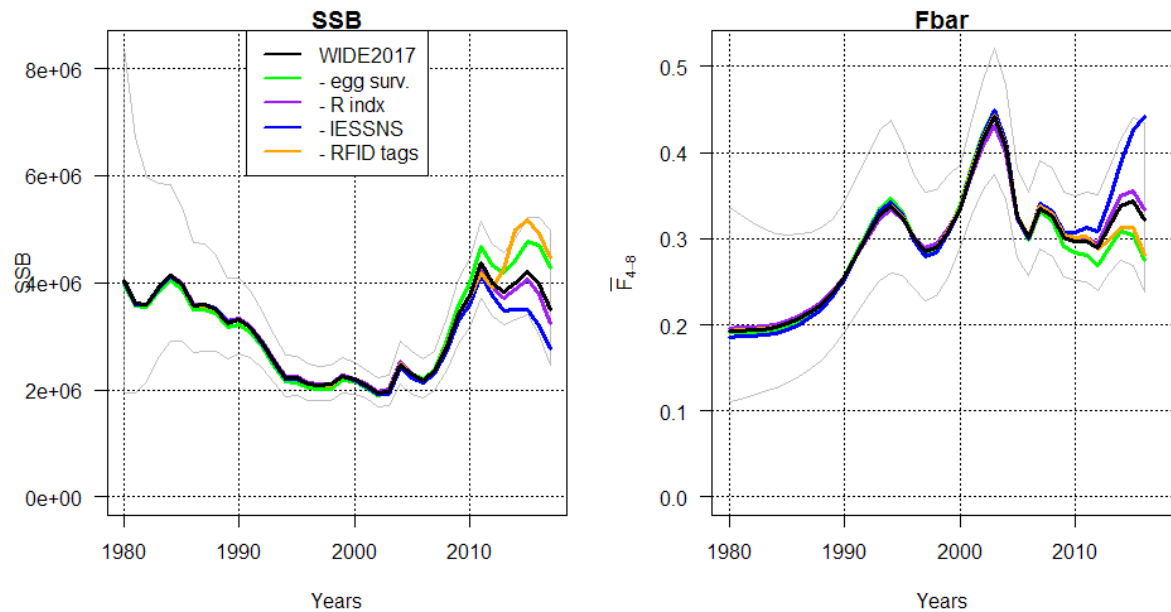 SSB
WIDE2017
- egg surv.
- R indx
- IESSNS
- RFID tags
8e+06
6e+06
4e+06
2e+06
0e+00
SSB
1980 1990 2000 2010
Years
Fbar
0.5
0.4
0.3
0.2
0.1
0.0
F̅4–8
1980 1990 2000 2010
Years